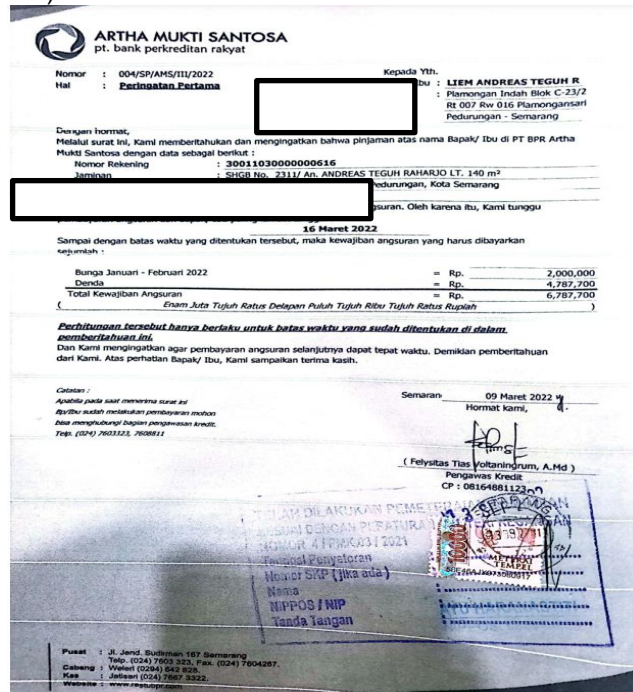 ARTHA MUKTI SANTOSA
pt. bank perkreditan rakyat
Nomor : 004/SP/AMS/III/2022
Hal : Peringatan Pertama
Kepada Yth.
bu : LIEM ANDREAS TEGUH R
: Plamongan Indah Blok C-23/2
Rt 007 Rw 016 Plamongansari
Pedurungan - Semarang
Dengan hormat,
Melalui surat ini, Kami memberitahukan dan mengingatkan bahwa pinjaman atas nama Bapak/ Ibu di PT BPR Artha
Mukti Santosa dengan data sebagai berikut :
Nomor Rekening : 30011030000000616
Jaminan : SHGB No. 2311/ An. ANDREAS TEGUH RAHARJO LT. 140 m²
Pedurungan, Kota Semarang
gsuran. Oleh karena itu, Kami tunggu
16 Maret 2022
Sampai dengan batas waktu yang ditentukan tersebut, maka kewajiban angsuran yang harus dibayarkan
sejumlah :
Bunga Januari - Februari 2022 = Rp. 2,000,000
Denda = Rp. 4,787,700
Total Kewajiban Angsuran = Rp. 6,787,700
( Enam Juta Tujuh Ratus Delapan Puluh Tujuh Ribu Tujuh Ratus Rupiah )
Perhitungan tersebut hanya berlaku untuk batas waktu yang sudah ditentukan di dalam
pemberitahuan ini.
Dan Kami mengingatkan agar pembayaran angsuran selanjutnya dapat tepat waktu. Demikian pemberitahuan
dari Kami. Atas perhatian Bapak/ Ibu, Kami sampaikan terima kasih.
Catatan :
Apabila pada saat menerima surat ini
Bp/Ibu sudah melakukan pembayaran mohon
bisa menghubungi bagian pengawasan kredit.
Telp. (024) 7603323, 7608811
Semaran 09 Maret 2022
Hormat kami,
( Felysitas Tias Voltaningrum, A.Md )
Pengawas Kredit
CP : 08164881123
TELAH DILAKUKAN PEMETERAIAN
SESUAI DENGAN PERATURAN
NOMOR 4 / PMK.03 / 2021
Nomor SKP ( jika ada )
Nama
NIPPOS / NIP
Tanda Tangan
10000
METERAI
TEMPEL
Pusat : Jl. Jend. Sudirman 167 Semarang
Telp. (024) 7603 323, Fax. (024) 7604267.
Cabang : Weleri (0294) 642 828.
Kas : Jatisari (024) 7667 3322.
Website : www.restubpr.com